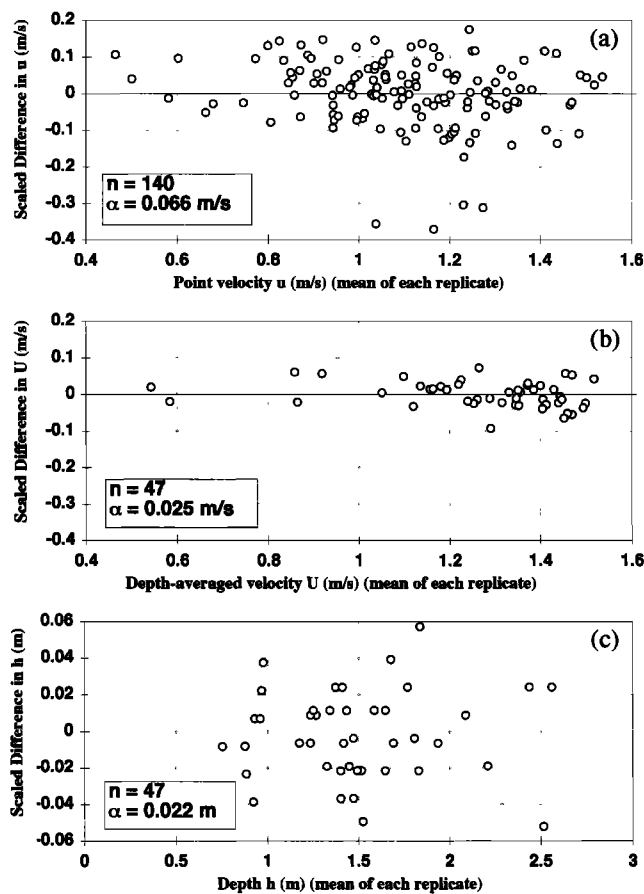 (a)
0.2
0.1
0
-0.1
-0.2
-0.3
-0.4
Scaled Difference in u (m/s)
n = 140
α = 0.066 m/s
0.4 0.6 0.8 1 1.2 1.4 1.6
Point velocity u (m/s) (mean of each replicate)
(b)
0.2
0.1
0
-0.1
-0.2
-0.3
-0.4
Scaled Difference in U (m/s)
n = 47
α = 0.025 m/s
0.4 0.6 0.8 1 1.2 1.4 1.6
Depth-averaged velocity U (m/s) (mean of each replicate)
(c)
0.06
0.04
0.02
0
-0.02
-0.04
-0.06
Scaled Difference in h (m)
n = 47
α = 0.022 m
0 0.5 1 1.5 2 2.5 3
Depth h (m) (mean of each replicate)